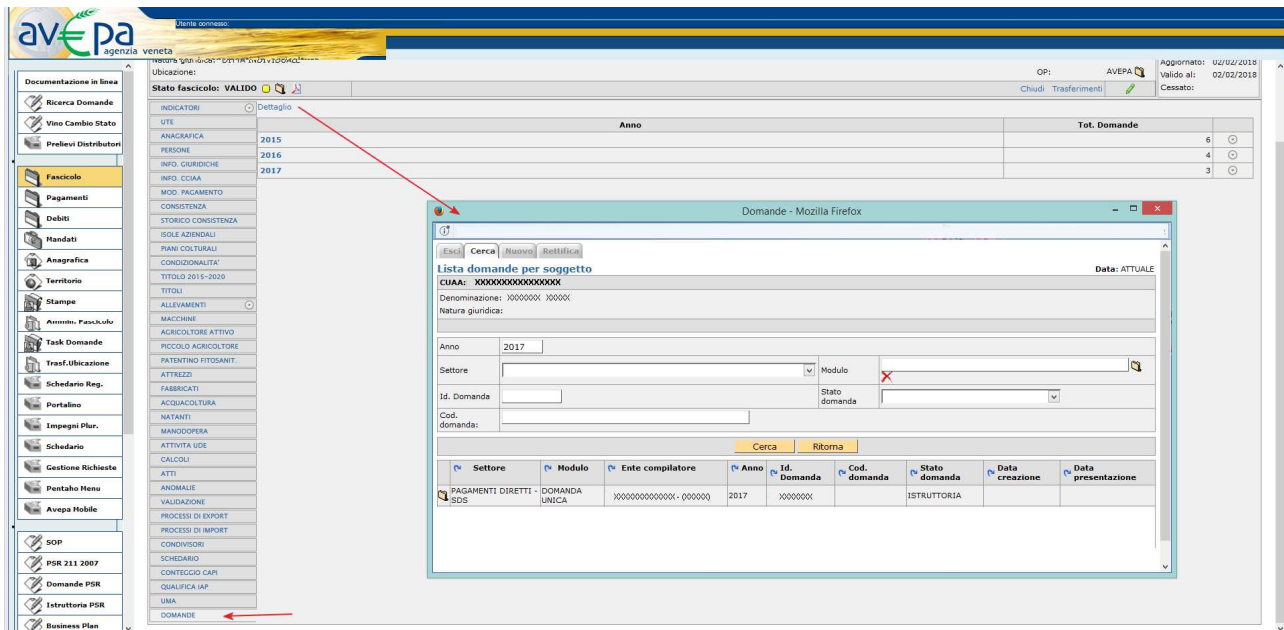 Utente connesso:
avepa
agenzia veneta
Documentazione in linea
Ricerca Domande
Vino Cambio Stato
Prelievi Distributori
Fascicolo
Pagamenti
Debiti
Mandati
Anagrafica
Territorio
Stampe
Ammin. Fascicolo
Task Domande
Trasf.Ubicazione
Schedario Reg.
Portalino
Impegni Plur.
Schedario
Gestione Richieste
Pentaho Menu
Avepa Mobile
SOP
PSR 211 2007
Domande PSR
Istruttoria PSR
Business Plan
Natura giuridica:
Ubicazione:
OP: AVEPA
Aggiornato: 02/02/2018
Valido al: 02/02/2018
Cessato:
Stato fascicolo: VALIDO
Chiudi Trasferimenti
INDICATORI
UTE
ANAGRAFICA
PERSONE
INFO. GIURIDICHE
INFO. CCIAA
MOD. PAGAMENTO
CONSISTENZA
STORICO CONSISTENZA
ISOLE AZIENDALI
PIANI COLTURALI
CONDIZIONALITA'
TITOLO 2015-2020
TITOLI
ALLEVAMENTI
MACCHINE
AGRICOLTORE ATTIVO
PICCOLO AGRICOLTORE
PATENTINO FITOSANIT.
ATTREZZI
FABBRICATI
ACQUACOLTURA
NATANTI
MANODOPERA
ATTIVITA UDE
CALCOLI
ATTI
ANOMALIE
VALIDAZIONE
PROCESSI DI EXPORT
PROCESSI DI IMPORT
CONDIVISORI
SCHEDARIO
CONTEGGIO CAPI
QUALIFICA IAP
UMA
DOMANDE
Dettaglio
Anno Tot. Domande
2015 6
2016 4
2017 3
Domande - Mozilla Firefox
Esci Cerca Nuovo Rettifica
Lista domande per soggetto Data: ATTUALE
CUAA: XXXXXXXXXXXXXXXX
Denominazione: XXXXXXX XXXXX
Natura giuridica:
Anno 2017
Settore Modulo
Id. Domanda Stato domanda
Cod. domanda:
Cerca Ritorna
Settore Modulo Ente compilatore Anno Id. Domanda Cod. domanda Stato domanda Data creazione Data presentazione
PAGAMENTI DIRETTI - SDS DOMANDA UNICA XXXXXXXXXXXXX - (XXXXX) 2017 XXXXXXX ISTRUTTORIA